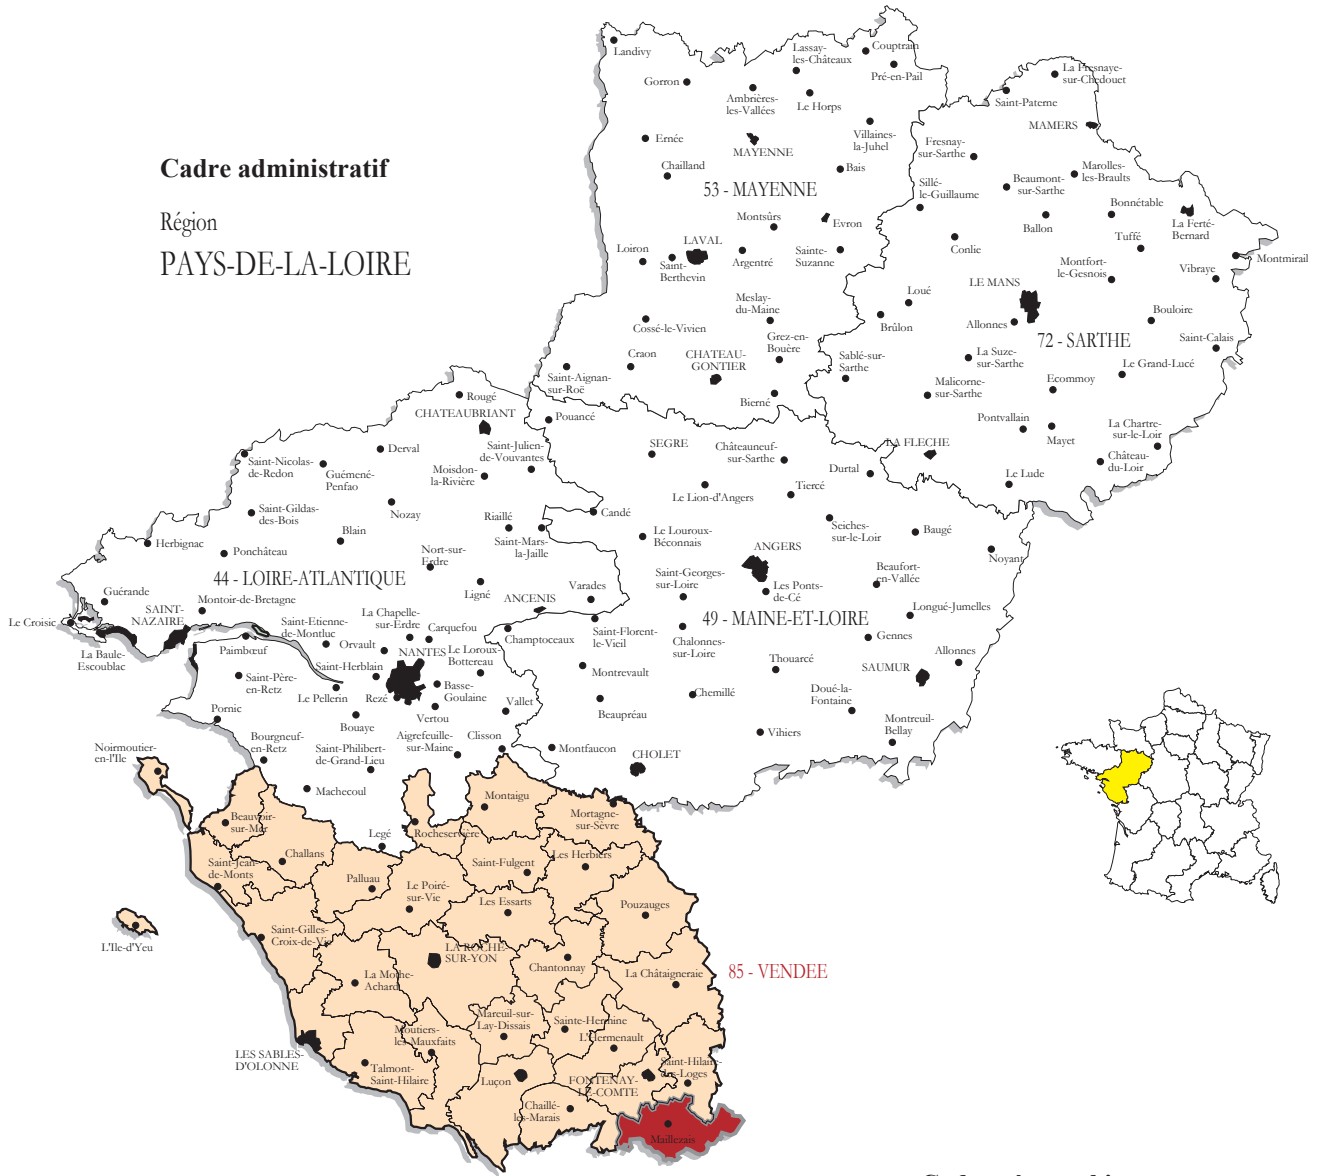 Cadre administratif
Région
PAYS-DE-LA-LOIRE
Landivy
Lassay-
les-Châteaux
Couptrain
Pré-en-Pail
Gorron
Ambrières-
les-Vallées
Le Horps
Ernée
MAYENNE
Villaines-
la-Juhel
Chailland
Bais
53 - MAYENNE
Montsûrs
Evron
Loiron
LAVAL
Saint-
Berthevin
Argentré
Sainte-
Suzanne
Meslay-
du-Maine
Cossé-le-Vivien
Grez-en-
Bouère
Craon
CHATEAU-
GONTIER
Saint-Aignan-
sur-Roë
Bierné
La Fresnaye-
sur-Chedouet
Saint-Paterne
MAMERS
Fresnay-
sur-Sarthe
Marolles-
les-Braults
Sillé-
le-Guillaume
Beaumont-
sur-Sarthe
Bonnétable
La Ferté-
Bernard
Ballon
Tuffé
Conlie
Montmirail
Montfort-
le-Gesnois
Vibraye
LE MANS
Loué
Brûlon
Allonnes
Bouloire
72 - SARTHE
Saint-Calais
Sablé-sur-
Sarthe
La Suze-
sur-Sarthe
Le Grand-Lucé
Malicorne-
sur-Sarthe
Ecommoy
Pontvallain
Mayet
La Chartre-
sur-le-Loir
LA FLECHE
Château-
du-Loir
Le Lude
Rougé
CHATEAUBRIANT
Pouancé
Derval
Saint-Julien-
de-Vouvantes
Saint-Nicolas-
de-Redon
Guémené-
Penfao
Moisdon-
la-Rivière
Saint-Gildas-
des-Bois
Nozay
Riaillé
Blain
Saint-Mars-
la-Jaille
Herbignac
Ponchâteau
Nort-sur-
Erdre
44 - LOIRE-ATLANTIQUE
Guérande
Montoir-de-Bretagne
Ligné
ANCENIS
Varades
Le Croisic
SAINT-
NAZAIRE
Saint-Etienne-
de-Montluc
La Chapelle-
sur-Erdre
Carquefou
La Baule-
Escoublac
Paimbœuf
Orvault
NANTES
Le Loroux-
Bottereau
Saint-Herblain
Saint-Père-
en-Retz
Le Pellerin
Rezé
Basse-
Goulaine
Vallet
Pornic
Bouaye
Vertou
Bourgneuf-
en-Retz
Saint-Philibert-
de-Grand-Lieu
Aigrefeuille-
sur-Maine
Clisson
Machecoul
Legé
SEGRE
Châteauneuf-
sur-Sarthe
Durtal
Le Lion-d'Angers
Tiercé
Candé
Le Louroux-
Béconnais
Seiches-
sur-le-Loir
Baugé
ANGERS
Noyant
Saint-Georges-
sur-Loire
Les Ponts-
de-Cé
Beaufort-
en-Vallée
Longué-Jumelles
49 - MAINE-ET-LOIRE
Champtoceaux
Saint-Florent-
le-Vieil
Chalonnes-
sur-Loire
Gennes
Allonnes
Montrevault
Thouarcé
SAUMUR
Chemillé
Doué-la-
Fontaine
Beaupréau
Montreuil-
Bellay
Vihiers
Montfaucon
CHOLET
Noirmoutier-
en-l'Ile
Beauvoir-
sur-Mer
Montaigu
Mortagne-
sur-Sèvre
Rocheservière
Challans
Saint-Jean-
de-Monts
Saint-Fulgent
Les Herbiers
Palluau
Le Poiré-
sur-Vie
Les Essarts
Pouzauges
L'Ile-d'Yeu
Saint-Gilles-
Croix-de-Vie
LA ROCHE-
SUR-YON
Chantonnay
La Châtaigneraie
85 - VENDEE
La Mothe-
Achard
Mareuil-sur-
Lay-Dissais
Sainte-Hermine
L'Hermenault
Moutiers-
les-Mauxfaits
LES SABLES-
D'OLONNE
Talmont-
Saint-Hilaire
Luçon
FONTENAY-
LE-COMTE
Saint-Hilaire-
des-Loges
Chaillé-
les-Marais
Maillezais